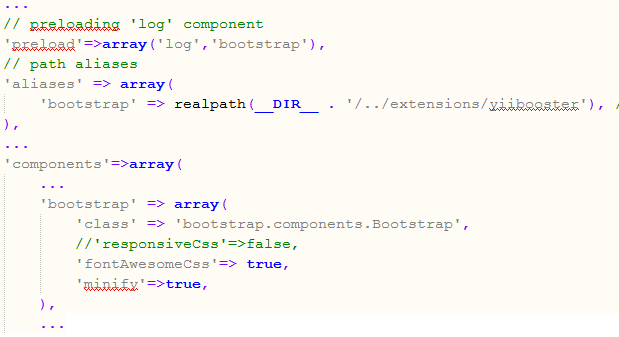 ...
// preloading 'log' component
'preload'=>array('log','bootstrap'),
// path aliases
'aliases' => array(
    'bootstrap' => realpath(__DIR__ . '/../extensions/yiibooster'), /
),
...
'components'=>array(
    ...
    'bootstrap' => array(
        'class' => 'bootstrap.components.Bootstrap',
        //'responsiveCss'=>false,
        'fontAwesomeCss'=> true,
        'minify'=>true,
    ),
    ...